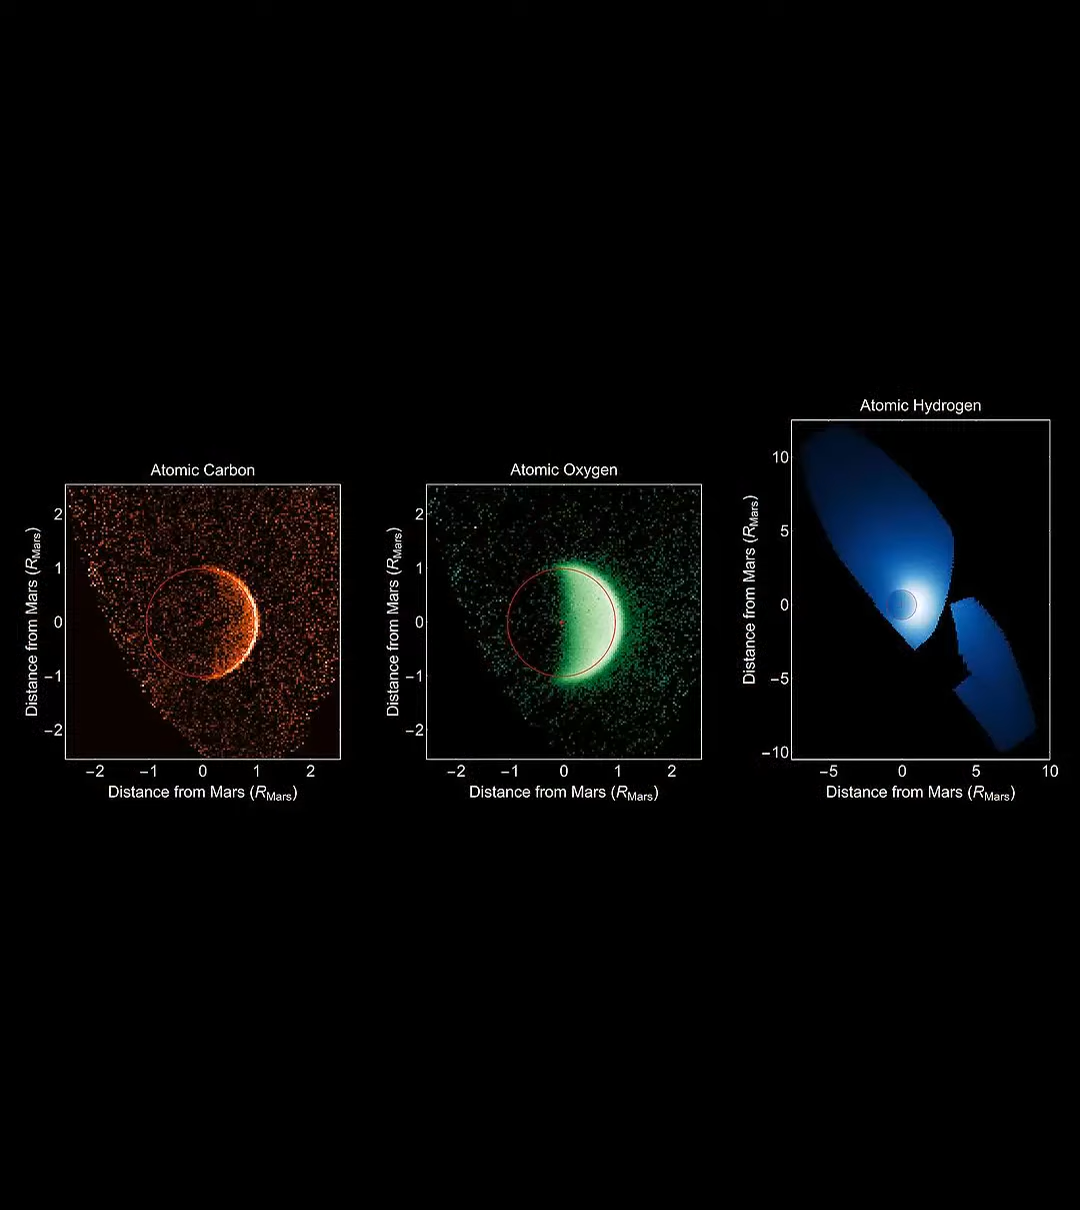 Atomic Carbon
Distance from Mars (RMars)
2
1
0
−1
−2
−2 −1 0 1 2
Distance from Mars (RMars)
Atomic Oxygen
Distance from Mars (RMars)
2
1
0
−1
−2
−2 −1 0 1 2
Distance from Mars (RMars)
Atomic Hydrogen
Distance from Mars (RMars)
10
5
0
−5
−10
−5 0 5 10
Distance from Mars (RMars)